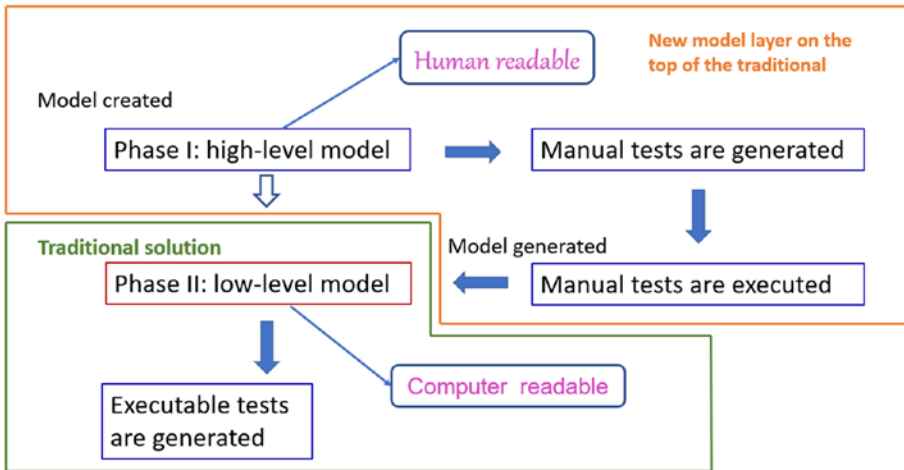 New model layer on the
top of the traditional
Human readable
Model created
Phase I: high-level model
Manual tests are generated
Traditional solution
Model generated
Phase II: low-level model
Manual tests are executed
Computer readable
Executable tests
are generated